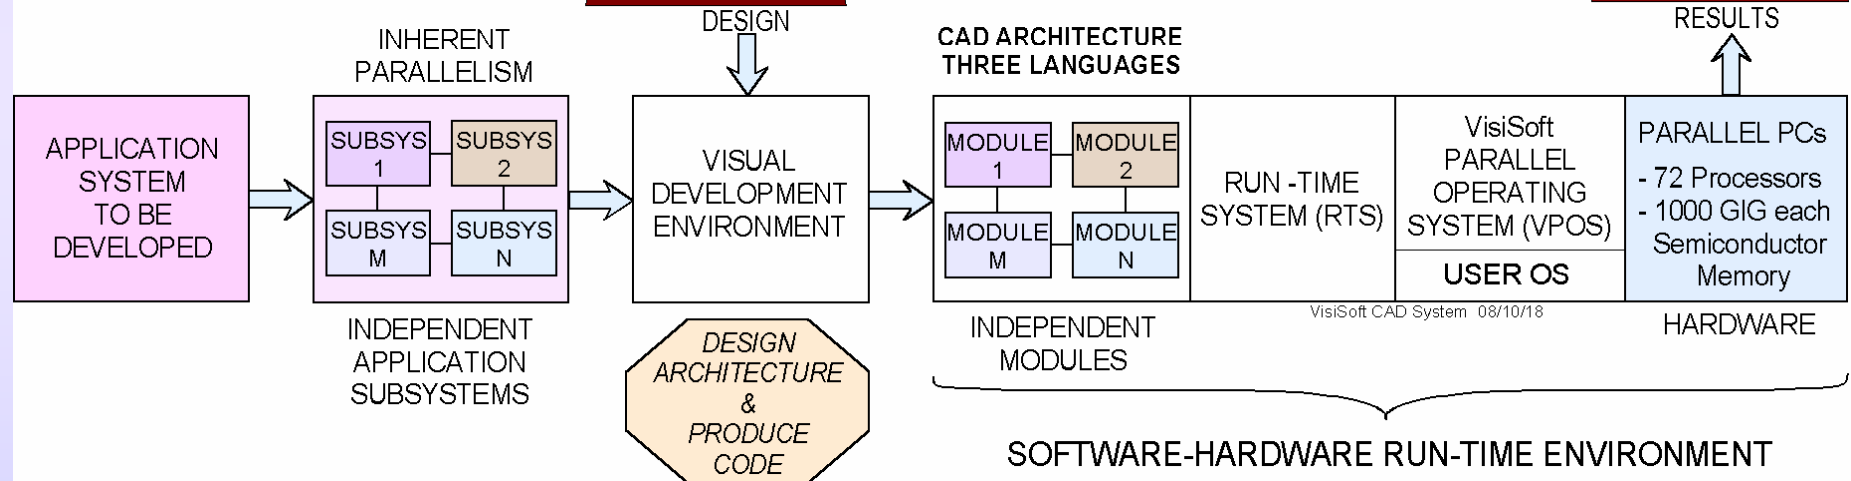 DESIGN
RESULTS
INHERENT
PARALLELISM
CAD ARCHITECTURE
THREE LANGUAGES
APPLICATION
SYSTEM
TO BE
DEVELOPED
SUBSYS
1
SUBSYS
2
SUBSYS
M
SUBSYS
N
VISUAL
DEVELOPMENT
ENVIRONMENT
MODULE
1
MODULE
2
MODULE
M
MODULE
N
RUN -TIME
SYSTEM (RTS)
VisiSoft
PARALLEL
OPERATING
SYSTEM (VPOS)
USER OS
PARALLEL PCs
- 72 Processors
- 1000 GIG each
Semiconductor
Memory
VisiSoft CAD System 08/10/18
INDEPENDENT
APPLICATION
SUBSYSTEMS
DESIGN
ARCHITECTURE
&
PRODUCE
CODE
INDEPENDENT
MODULES
HARDWARE
SOFTWARE-HARDWARE RUN-TIME ENVIRONMENT